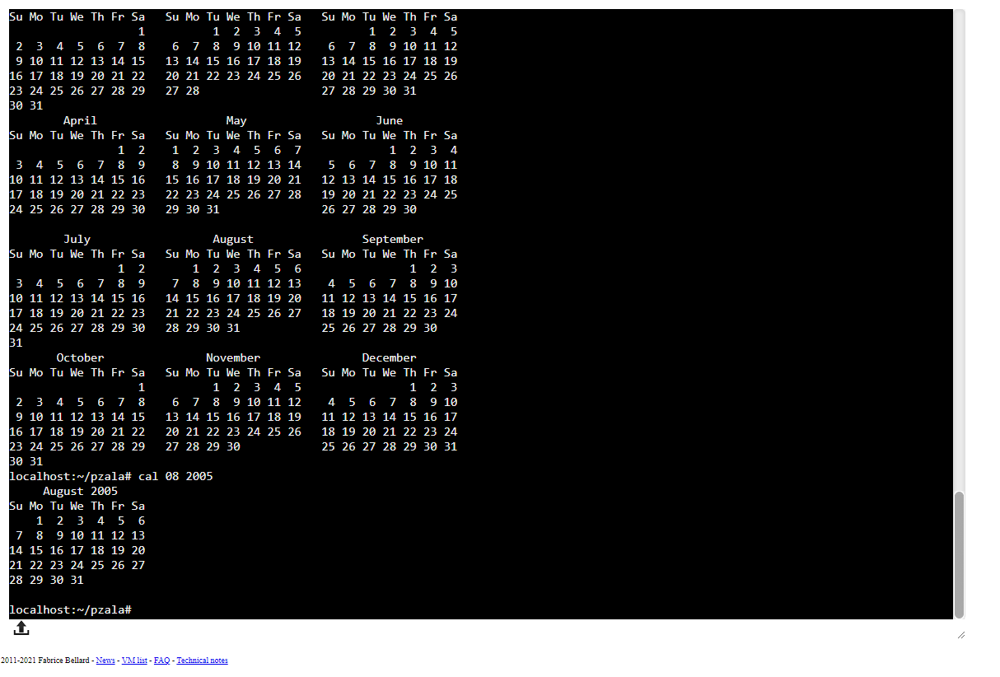 Su Mo Tu We Th Fr Sa   Su Mo Tu We Th Fr Sa   Su Mo Tu We Th Fr Sa
                   1          1  2  3  4  5          1  2  3  4  5
 2  3  4  5  6  7  8    6  7  8  9 10 11 12    6  7  8  9 10 11 12
 9 10 11 12 13 14 15   13 14 15 16 17 18 19   13 14 15 16 17 18 19
16 17 18 19 20 21 22   20 21 22 23 24 25 26   20 21 22 23 24 25 26
23 24 25 26 27 28 29   27 28                  27 28 29 30 31
30 31
        April                   May                   June
Su Mo Tu We Th Fr Sa   Su Mo Tu We Th Fr Sa   Su Mo Tu We Th Fr Sa
                1  2    1  2  3  4  5  6  7             1  2  3  4
 3  4  5  6  7  8  9    8  9 10 11 12 13 14    5  6  7  8  9 10 11
10 11 12 13 14 15 16   15 16 17 18 19 20 21   12 13 14 15 16 17 18
17 18 19 20 21 22 23   22 23 24 25 26 27 28   19 20 21 22 23 24 25
24 25 26 27 28 29 30   29 30 31               26 27 28 29 30
        July                  August                September
Su Mo Tu We Th Fr Sa   Su Mo Tu We Th Fr Sa   Su Mo Tu We Th Fr Sa
                1  2       1  2  3  4  5  6                1  2  3
 3  4  5  6  7  8  9    7  8  9 10 11 12 13    4  5  6  7  8  9 10
10 11 12 13 14 15 16   14 15 16 17 18 19 20   11 12 13 14 15 16 17
17 18 19 20 21 22 23   21 22 23 24 25 26 27   18 19 20 21 22 23 24
24 25 26 27 28 29 30   28 29 30 31            25 26 27 28 29 30
31
       October               November               December
Su Mo Tu We Th Fr Sa   Su Mo Tu We Th Fr Sa   Su Mo Tu We Th Fr Sa
                   1          1  2  3  4  5                1  2  3
 2  3  4  5  6  7  8    6  7  8  9 10 11 12    4  5  6  7  8  9 10
 9 10 11 12 13 14 15   13 14 15 16 17 18 19   11 12 13 14 15 16 17
16 17 18 19 20 21 22   20 21 22 23 24 25 26   18 19 20 21 22 23 24
23 24 25 26 27 28 29   27 28 29 30            25 26 27 28 29 30 31
30 31
localhost:~/pzala# cal 08 2005
     August 2005
Su Mo Tu We Th Fr Sa
    1  2  3  4  5  6
 7  8  9 10 11 12 13
14 15 16 17 18 19 20
21 22 23 24 25 26 27
28 29 30 31
localhost:~/pzala#
2011-2021 Fabrice Bellard - News - VM list - FAQ - Technical notes